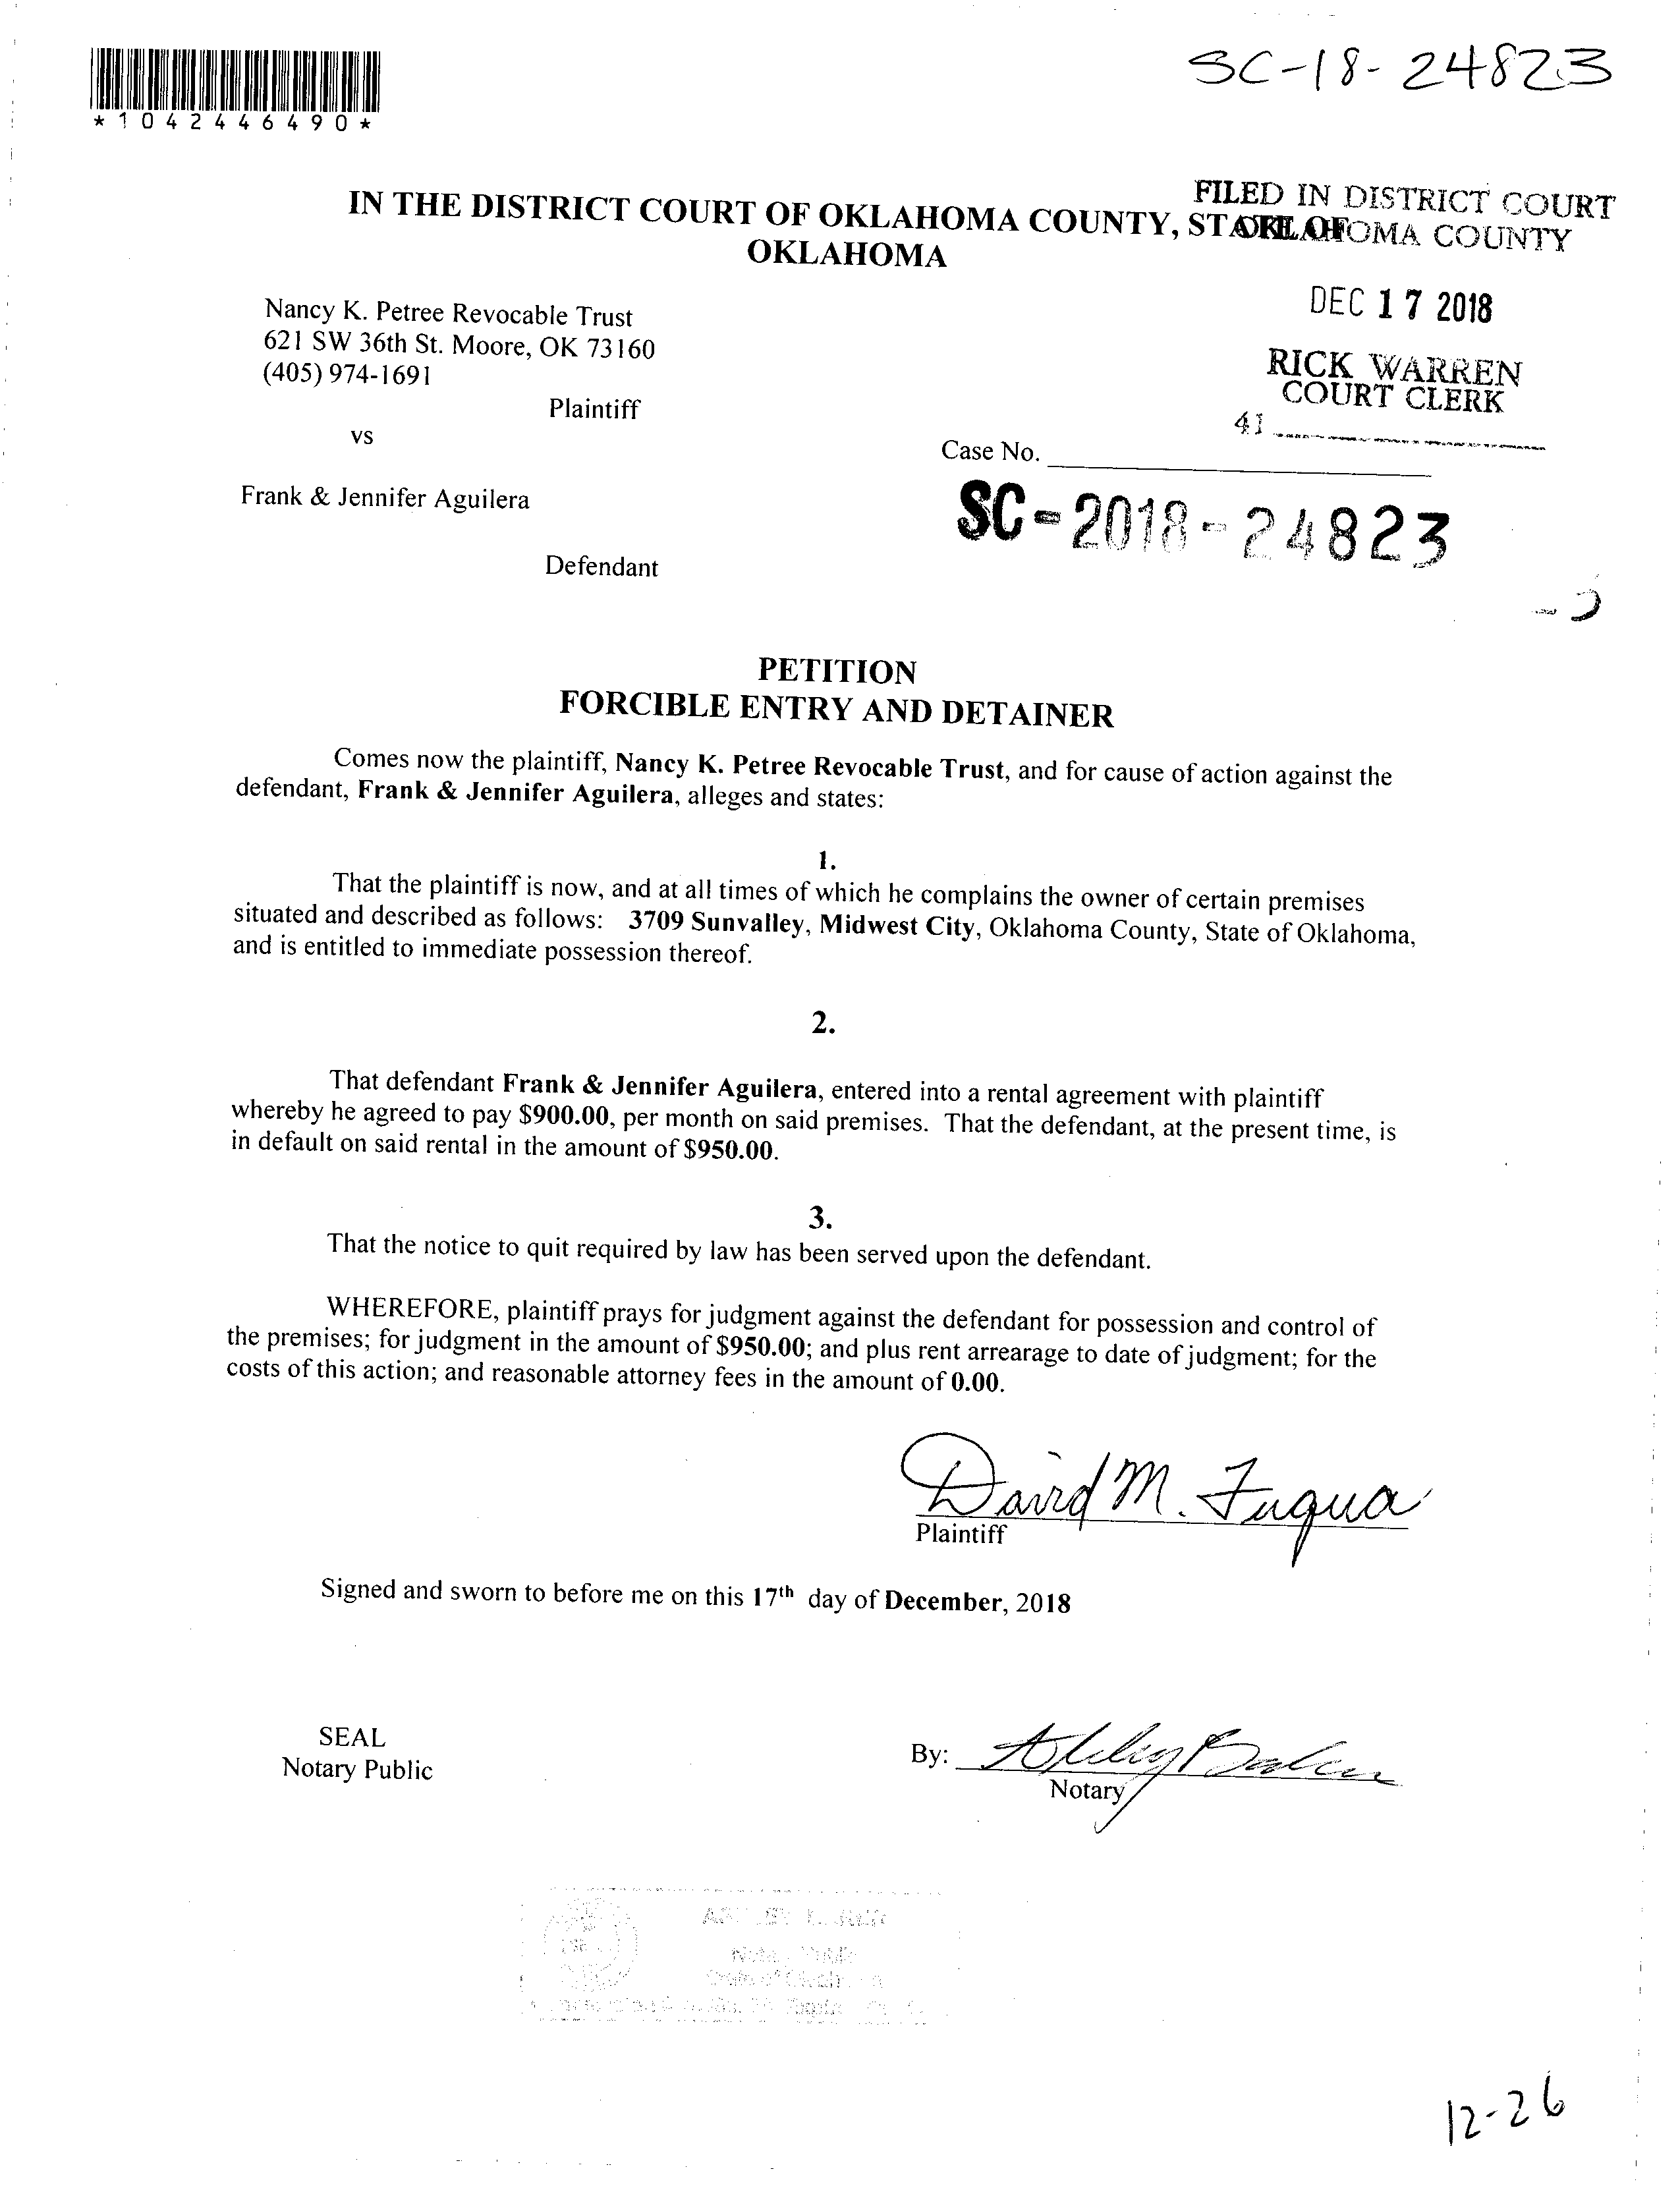 SC-18-24823
*1042446490*
FILED IN DISTRICT COURT
OKLAHOMA COUNTY
IN THE DISTRICT COURT OF OKLAHOMA COUNTY, STATE OF
OKLAHOMA
DEC 17 2018
Nancy K. Petree Revocable Trust
621 SW 36th St. Moore, OK 73160
(405) 974-1691
RICK WARREN
COURT CLERK
41
Plaintiff
vs
Case No.
Frank & Jennifer Aguilera
SC-2018-24823
Defendant
PETITION
FORCIBLE ENTRY AND DETAINER
Comes now the plaintiff, Nancy K. Petree Revocable Trust, and for cause of action against the
defendant, Frank & Jennifer Aguilera, alleges and states:
1.
That the plaintiff is now, and at all times of which he complains the owner of certain premises
situated and described as follows: 3709 Sunvalley, Midwest City, Oklahoma County, State of Oklahoma,
and is entitled to immediate possession thereof.
2.
That defendant Frank & Jennifer Aguilera, entered into a rental agreement with plaintiff
whereby he agreed to pay $900.00, per month on said premises. That the defendant, at the present time, is
in default on said rental in the amount of $950.00.
3.
That the notice to quit required by law has been served upon the defendant.
WHEREFORE, plaintiff prays for judgment against the defendant for possession and control of
the premises; for judgment in the amount of $950.00; and plus rent arrearage to date of judgment; for the
costs of this action; and reasonable attorney fees in the amount of 0.00.
David M. Fuqua
Plaintiff
Signed and sworn to before me on this 17th day of December, 2018
SEAL
Notary Public
By:
Notary
12-26